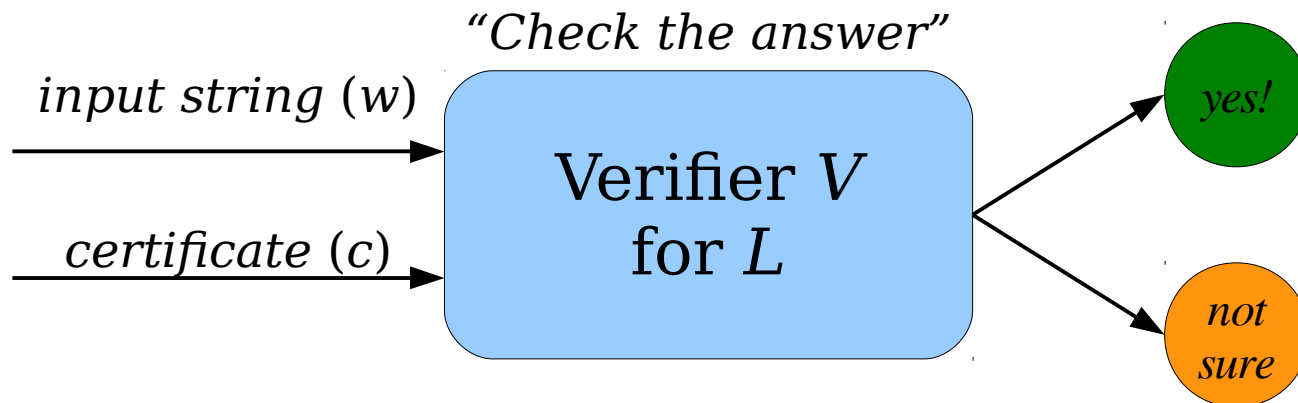 “Check the answer”
input string (w)
certificate (c)
Verifier V
for L
yes!
not
sure